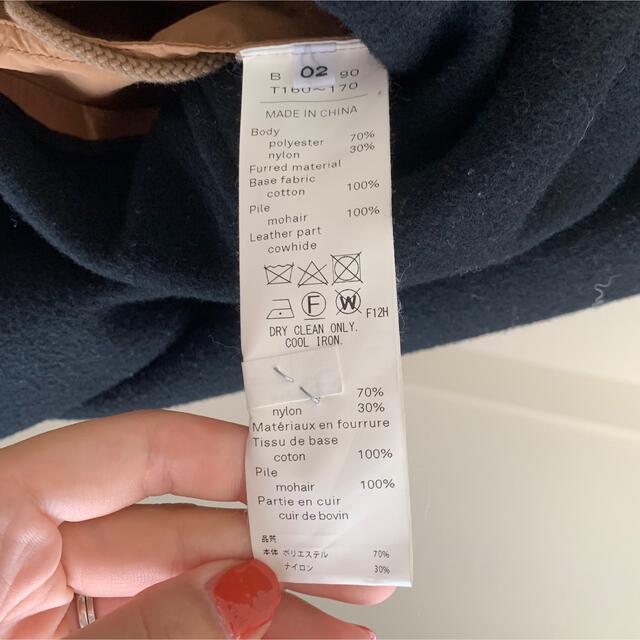 B 02 90
T160～170
MADE IN CHINA
Body
polyester 70%
nylon 30%
Furred material
Base fabric
cotton 100%
Pile
mohair 100%
Leather part
cowhide
F W F12H
DRY CLEAN ONLY.
COOL IRON.
70%
nylon 30%
Matériaux en fourrure
Tissu de base
coton 100%
Pile
mohair 100%
Partie en cuir
cuir de bovin
品質
本体 ポリエステル 70%
ナイロン 30%